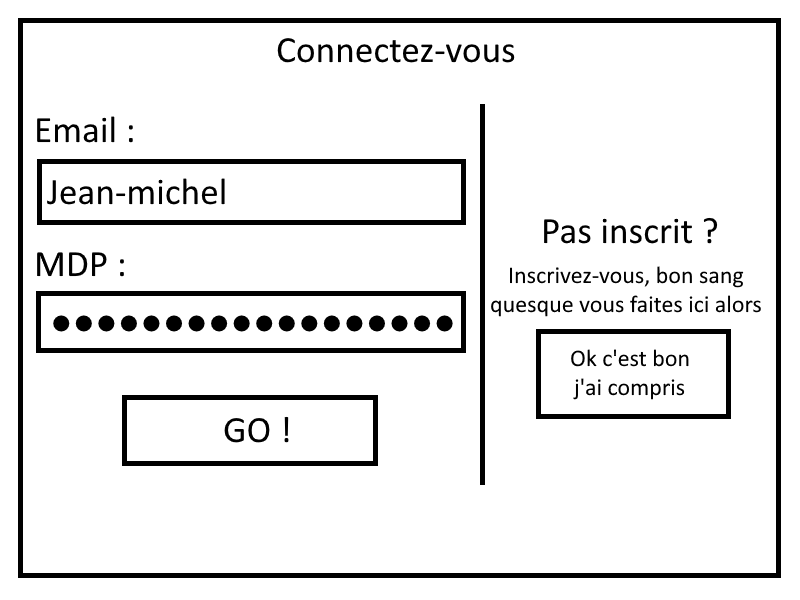 Connectez-vous
Email :
Jean-michel
MDP :
●●●●●●●●●●●●●●●●●●
GO !
Pas inscrit ?
Inscrivez-vous, bon sang
quesque vous faites ici alors
Ok c'est bon
j'ai compris